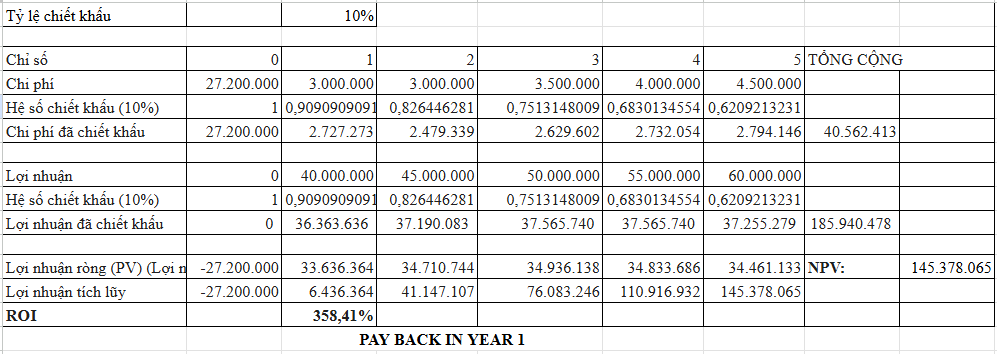 Tỷ lệ chiết khấu 10%
Chỉ số 0 1 2 3 4 5 TỔNG CỘNG
Chi phí 27.200.000 3.000.000 3.000.000 3.500.000 4.000.000 4.500.000
Hệ số chiết khấu (10%) 1 0,9090909091 0,826446281 0,7513148009 0,6830134554 0,6209213231
Chi phí đã chiết khấu 27.200.000 2.727.273 2.479.339 2.629.602 2.732.054 2.794.146 40.562.413
Lợi nhuận 0 40.000.000 45.000.000 50.000.000 55.000.000 60.000.000
Hệ số chiết khấu (10%) 1 0,9090909091 0,826446281 0,7513148009 0,6830134554 0,6209213231
Lợi nhuận đã chiết khấu 0 36.363.636 37.190.083 37.565.740 37.565.740 37.255.279 185.940.478
Lợi nhuận ròng (PV) (Lợi n -27.200.000 33.636.364 34.710.744 34.936.138 34.833.686 34.461.133 NPV: 145.378.065
Lợi nhuận tích lũy -27.200.000 6.436.364 41.147.107 76.083.246 110.916.932 145.378.065
ROI 358,41%
PAY BACK IN YEAR 1